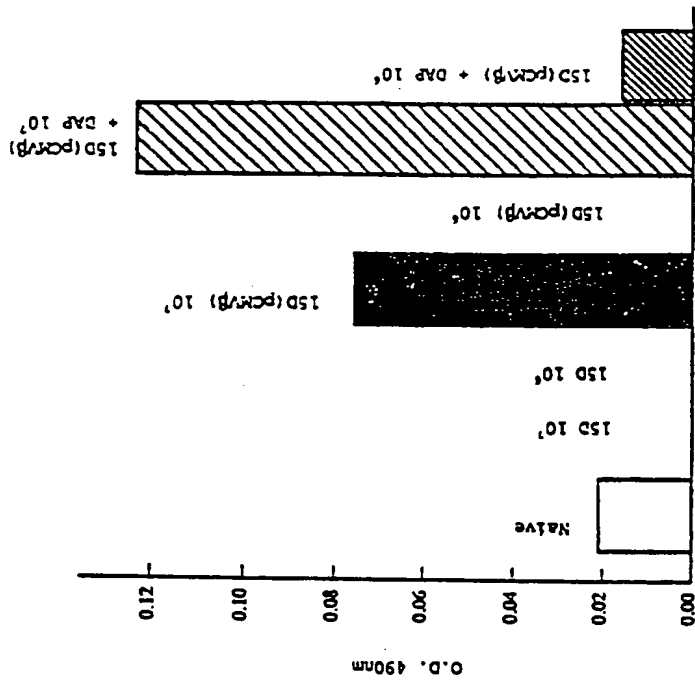 O.D. 490nm
0.00
0.02
0.04
0.06
0.08
0.10
0.12
Naive
15D 10⁷
15D 10⁶
15D(pCMVβ) 10⁷
15D(pCMVβ) 10⁶
15D(pCMVβ)
+ DAP 10⁷
15D(pCMVβ) + DAP 10⁶